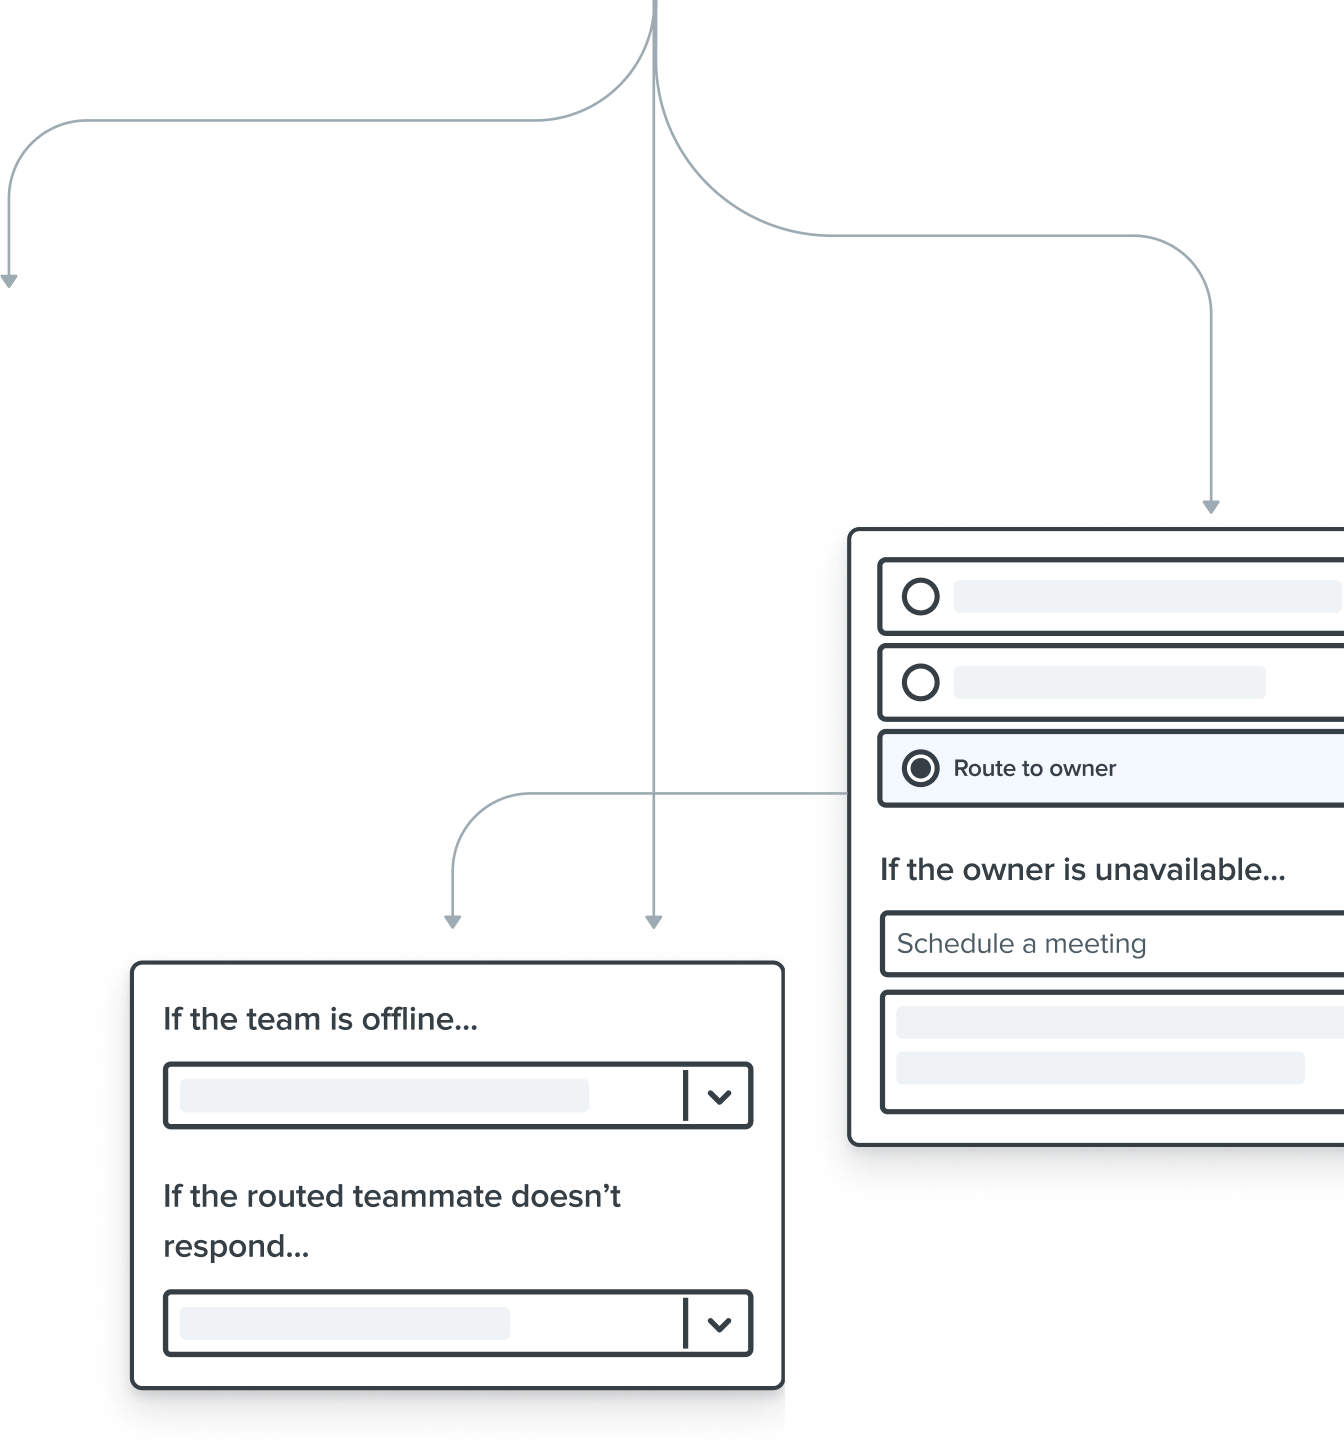 Route to owner
If the owner is unavailable...
Schedule a meeting
If the team is offline...
If the routed teammate doesn’t
respond...